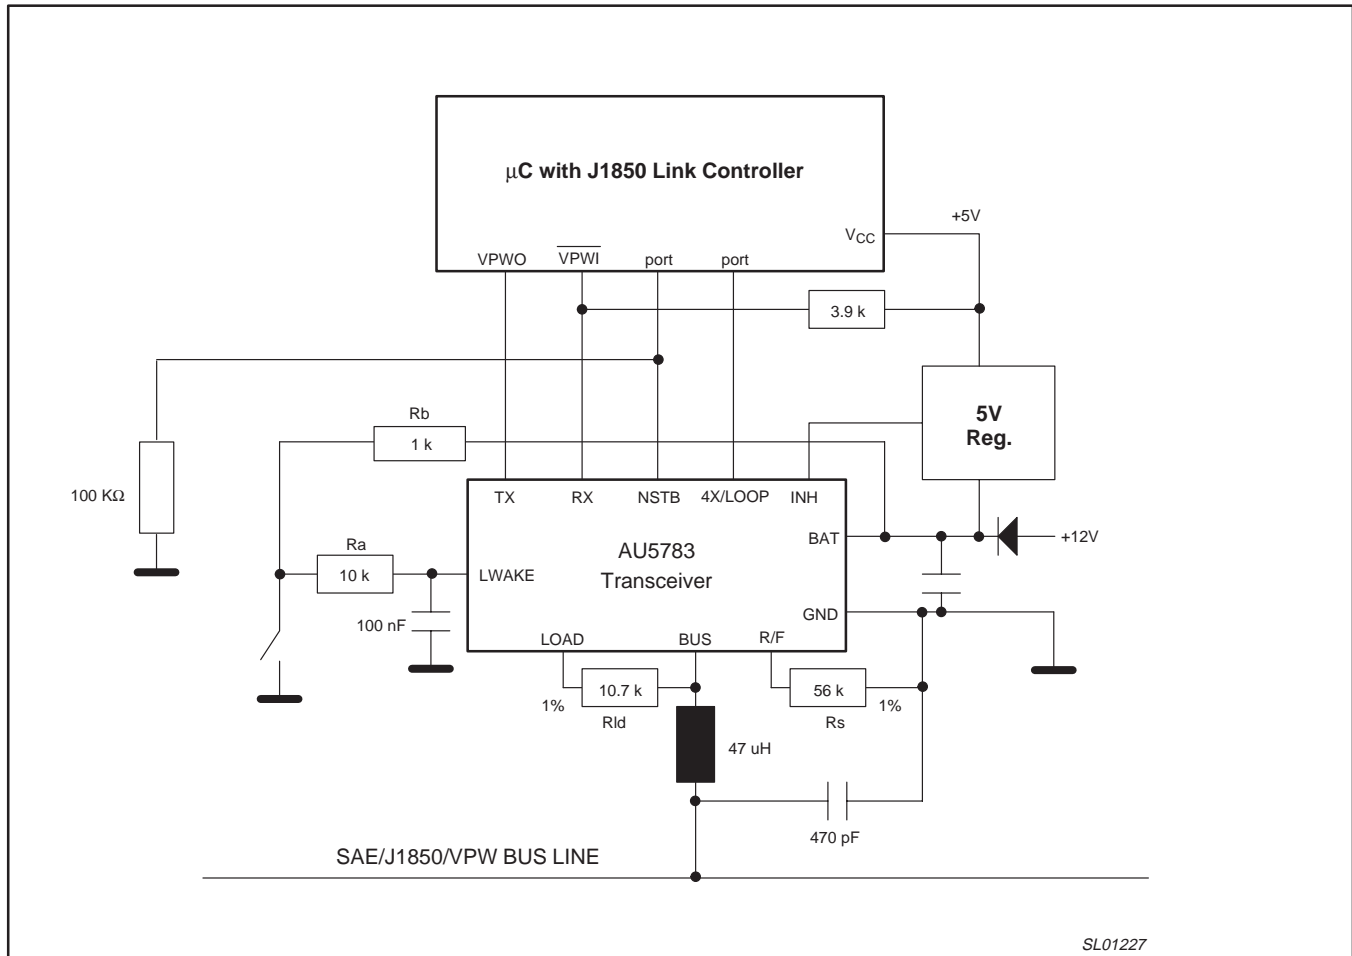 μC with J1850 Link Controller
+5V
VCC
VPWO VPWI port port
3.9 k
5V
Reg.
Rb
1 k
100 KΩ
TX RX NSTB 4X/LOOP INH
BAT
+12V
AU5783
Transceiver
Ra
10 k
LWAKE
GND
100 nF
LOAD BUS R/F
10.7 k
56 k
1%
1%
Rld
Rs
47 uH
470 pF
SAE/J1850/VPW BUS LINE
SL01227